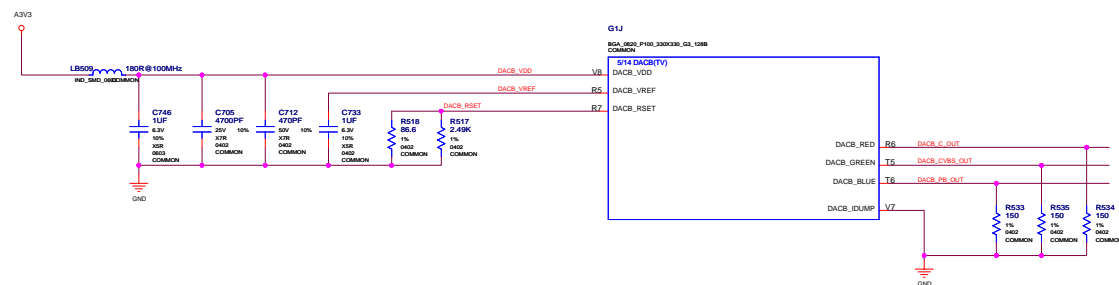 A3V3
G1J
BGA_0820_P100_330X330_G3_128B
COMMON
5/14 DACB(TV)
LB509 180R@100MHz
COMMON
DACB_VDD V8 DACB_VDD
DACB_VREF R5 DACB_VREF
DACB_RSET R7 DACB_RSET
C746
1UF
6.3V
10%
X5R
0603
COMMON
C705
4700PF
25V 10%
X7R
0402
COMMON
C712
470PF
50V 10%
X7R
0402
COMMON
C733
1UF
6.3V
10%
X5R
0402
COMMON
R518
86.6
1%
0402
COMMON
R517
2.49K
1%
0402
COMMON
GND
DACB_RED R6 DACB_C_OUT
DACB_GREEN T5 DACB_CVBS_OUT
DACB_BLUE T6 DACB_PB_OUT
DACB_IDUMP V7
R533
150
1%
0402
COMMON
R535
150
1%
0402
COMMON
R534
150
1%
0402
COMMON
GND